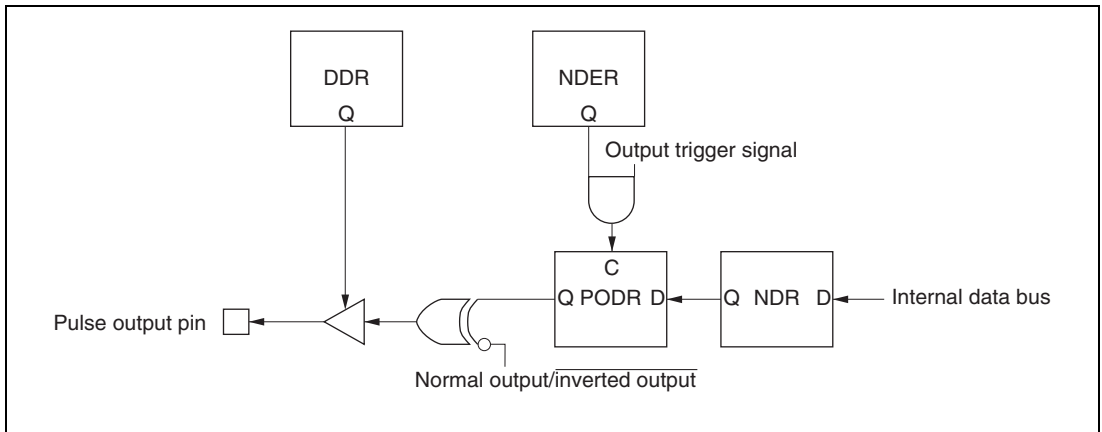 DDR
Q
NDER
Q
Output trigger signal
C
Q PODR D
Q NDR D
Internal data bus
Pulse output pin
Normal output/inverted output